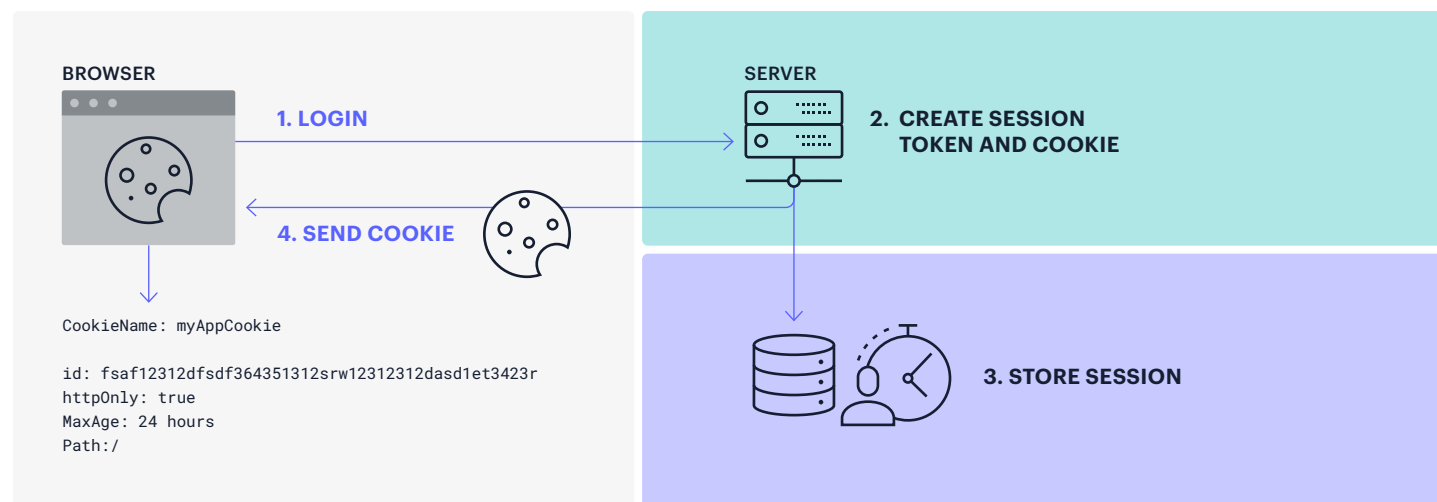 BROWSER
1. LOGIN
SERVER
2. CREATE SESSION
TOKEN AND COOKIE
4. SEND COOKIE
3. STORE SESSION
CookieName: myAppCookie
id: fsaf12312dfsdf364351312srw12312312dasd1et3423r
httpOnly: true
MaxAge: 24 hours
Path:/